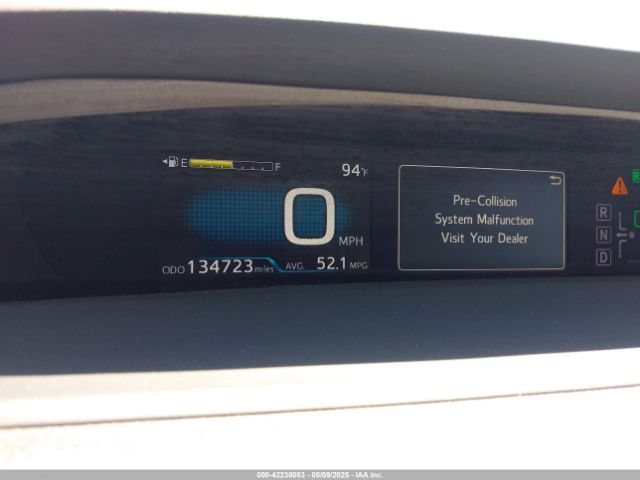 E F 94°F
0 MPH
ODO 134723 miles AVG. 52.1 MPG
Pre-Collision
System Malfunction
Visit Your Dealer
R
R
N
D
000-42238053 - 05/09/2025 - IAA Inc.